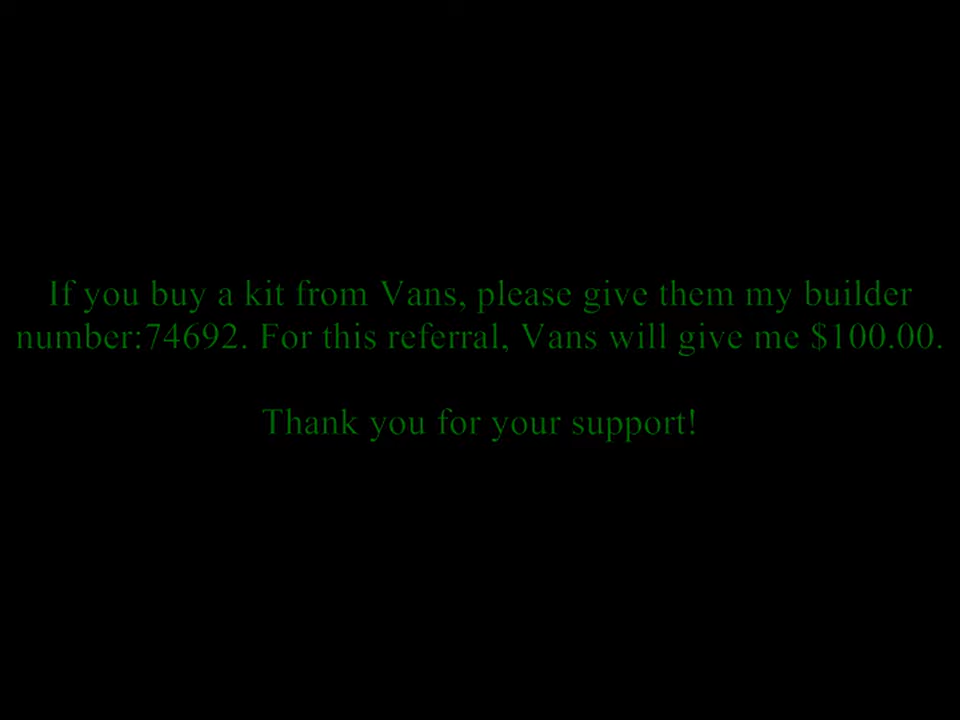 If you buy a kit from Vans, please give them my builder
number:74692. For this referral, Vans will give me $100.00.
Thank you for your support!